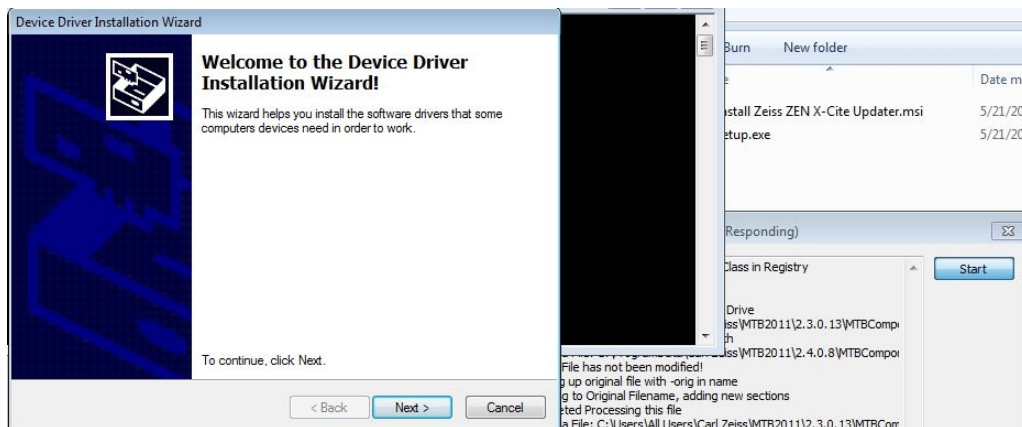 Device Driver Installation Wizard
Welcome to the Device Driver
Installation Wizard!
This wizard helps you install the software drivers that some
computers devices need in order to work.
To continue, click Next.
< Back
Next >
Cancel
Burn
New folder
Date m
stall Zeiss ZEN X-Cite Updater.msi
5/21/20
etup.exe
5/21/20
Responding)
Start
Class in Registry
Drive
iss\MTB2011\2.3.0.13\MTBCompo
th
iss\MTB2011\2.4.0.8\MTBCompor
File has not been modified!
g up original file with -orig in name
g to Original Filename, adding new sections
eted Processing this file
a File: C:\Users\All Users\Carl Zeiss\MTB2011\2.3.0.13\MTBCom